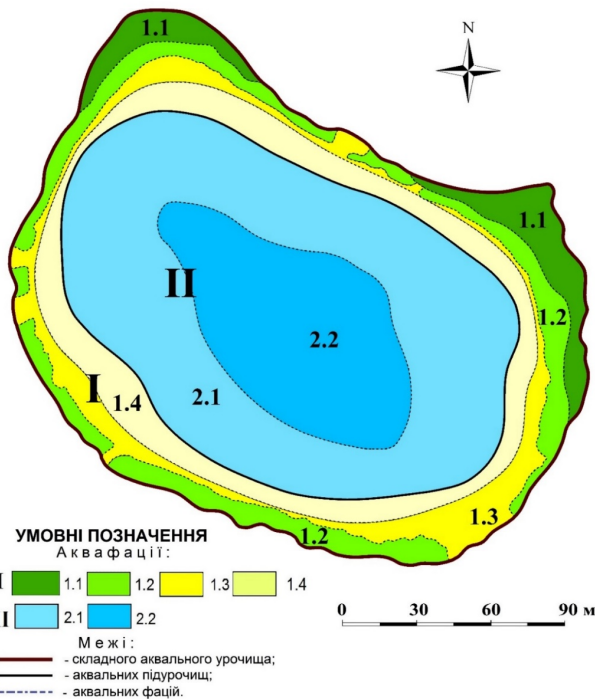 1.1
N
1.1
1.2
II
2.2
I
1.4
2.1
1.3
1.2
УМОВНІ ПОЗНАЧЕННЯ
Аквафації:
I 1.1 1.2 1.3 1.4
II 2.1 2.2
0 30 60 90 м
Межі:
- складного аквального урочища;
- аквальних підурочищ;
- аквальних фацій.